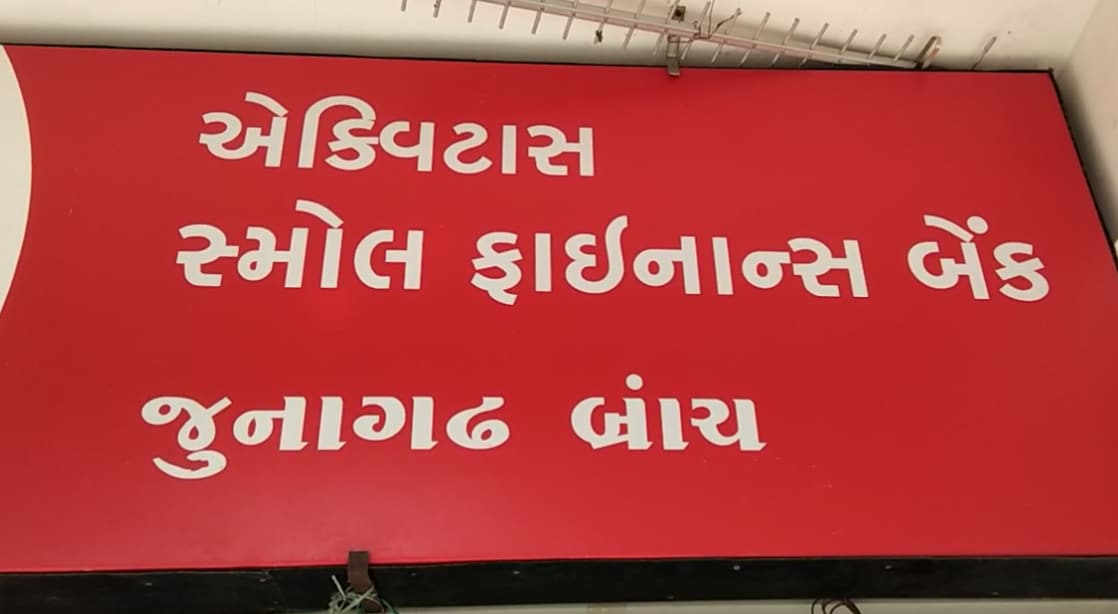 એક્વિટાસ
સ્મોલ ફાઇનાન્સ બેંક
જુનાગઢ બ્રાંચ